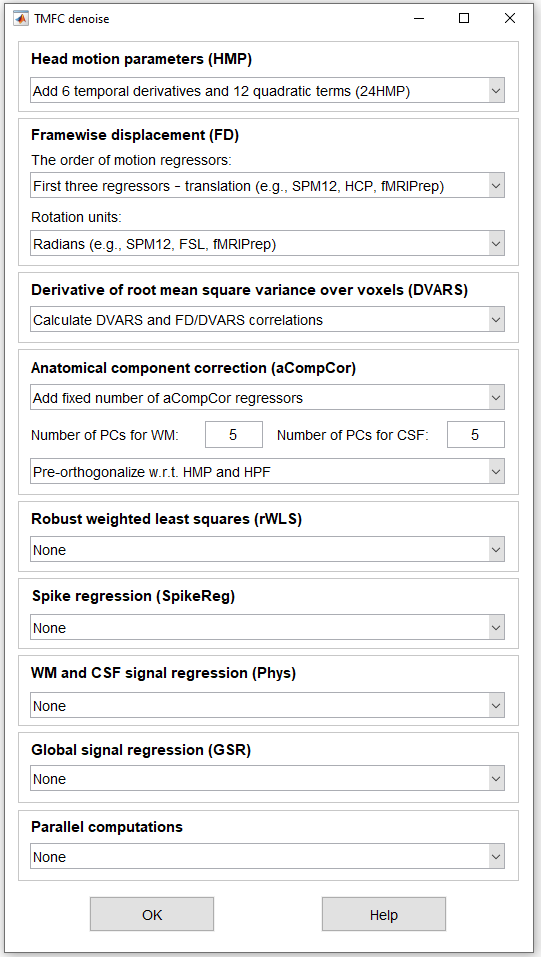 TMFC denoise
Head motion parameters (HMP)
Add 6 temporal derivatives and 12 quadratic terms (24HMP)
Framewise displacement (FD)
The order of motion regressors:
First three regressors - translation (e.g., SPM12, HCP, fMRIPrep)
Rotation units:
Radians (e.g., SPM12, FSL, fMRIPrep)
Derivative of root mean square variance over voxels (DVARS)
Calculate DVARS and FD/DVARS correlations
Anatomical component correction (aCompCor)
Add fixed number of aCompCor regressors
Number of PCs for WM: 5 Number of PCs for CSF: 5
Pre-orthogonalize w.r.t. HMP and HPF
Robust weighted least squares (rWLS)
None
Spike regression (SpikeReg)
None
WM and CSF signal regression (Phys)
None
Global signal regression (GSR)
None
Parallel computations
None
OK Help